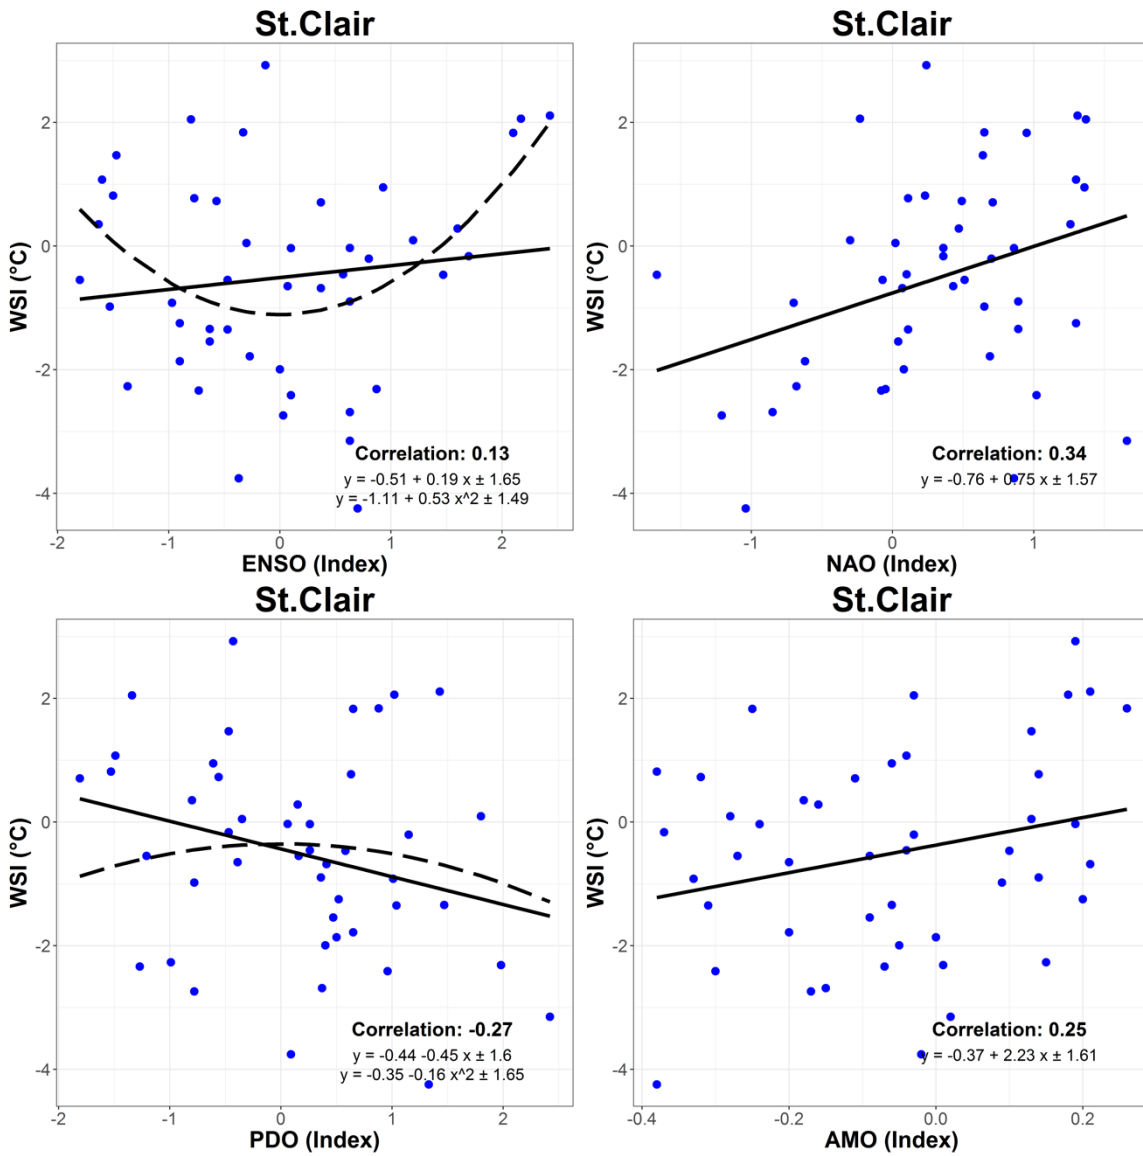 St.Clair
WSI (°C)
2
0
-2
-4
Correlation: 0.13
y = -0.51 + 0.19 x ± 1.65
y = -1.11 + 0.53 x^2 ± 1.49
-2 -1 0 1 2
ENSO (Index)
St.Clair
WSI (°C)
2
0
-2
-4
Correlation: 0.34
y = -0.76 + 0.75 x ± 1.57
-1 0 1
NAO (Index)
St.Clair
WSI (°C)
2
0
-2
-4
Correlation: -0.27
y = -0.44 -0.45 x ± 1.6
y = -0.35 -0.16 x^2 ± 1.65
-2 -1 0 1 2
PDO (Index)
St.Clair
WSI (°C)
2
0
-2
-4
Correlation: 0.25
y = -0.37 + 2.23 x ± 1.61
-0.4 -0.2 0.0 0.2
AMO (Index)